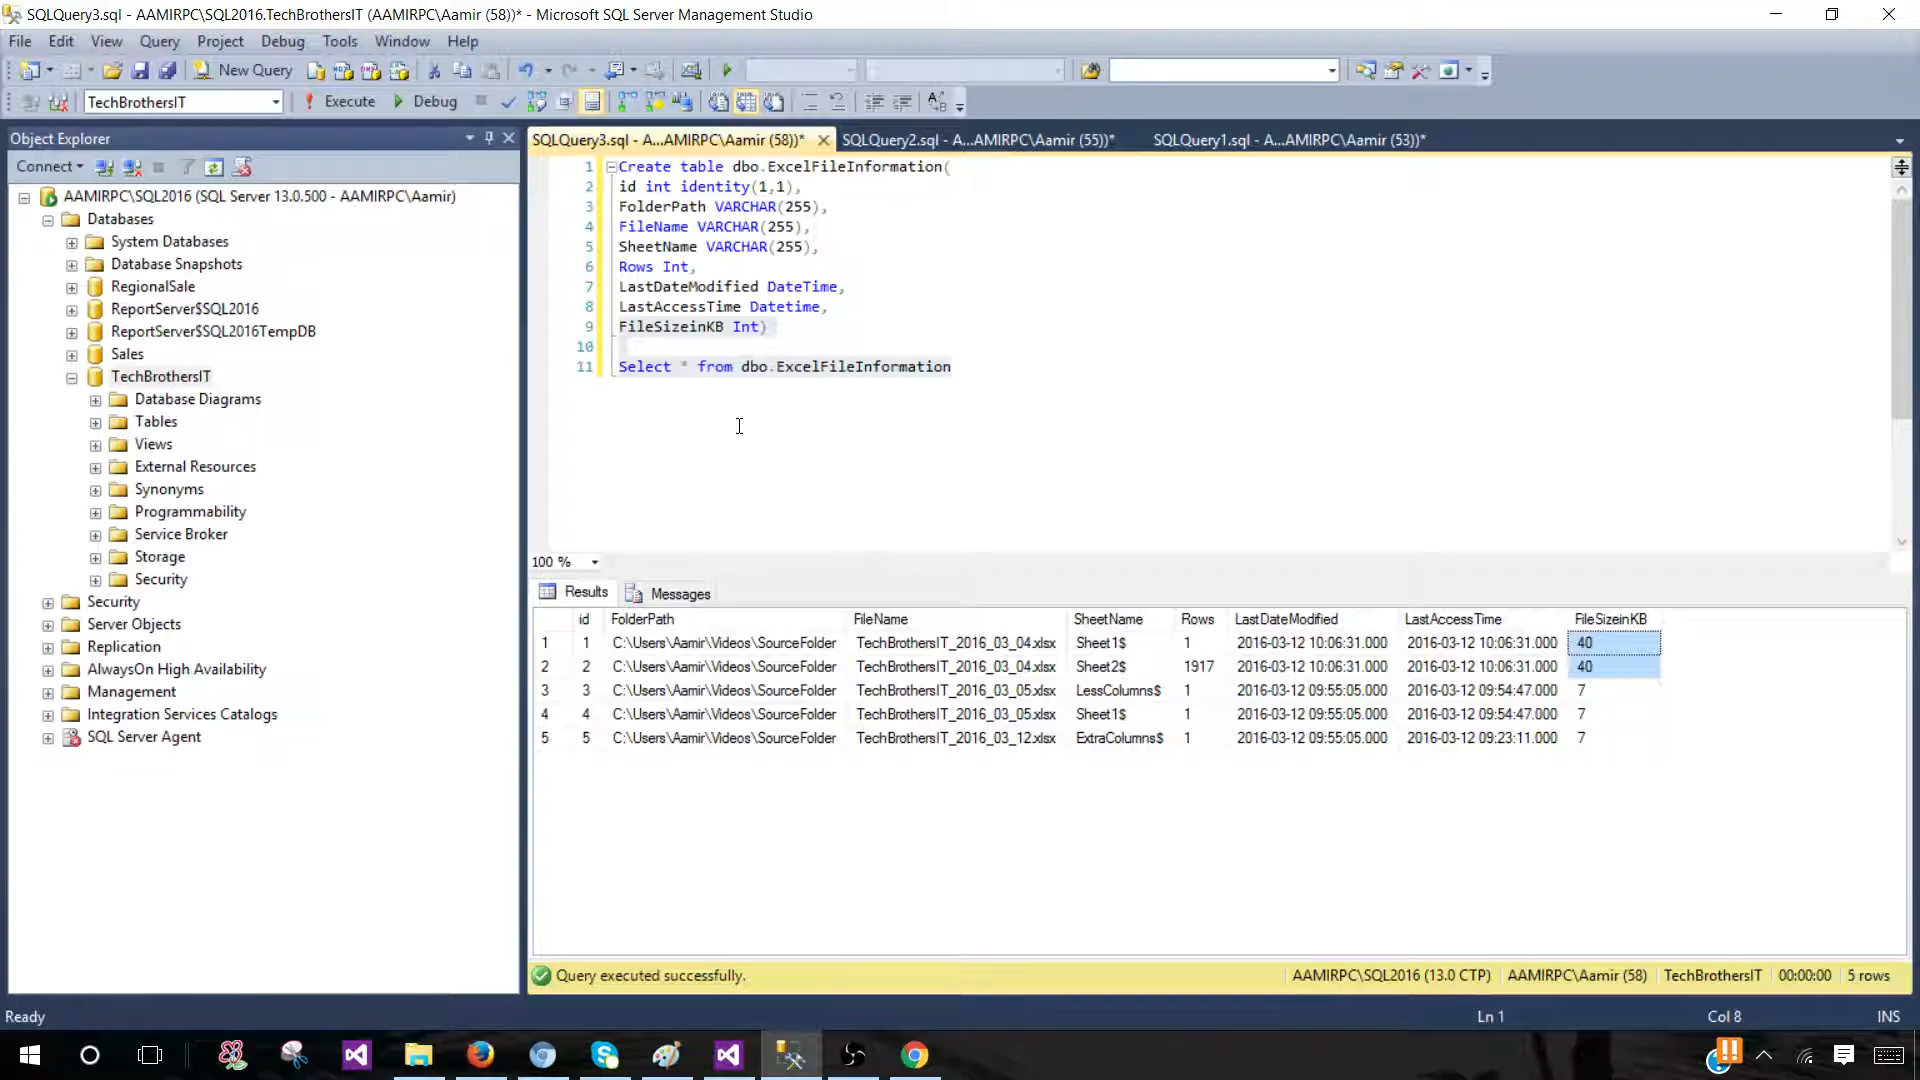 SQLQuery3.sql - AAMIRPC\SQL2016.TechBrothersIT (AAMIRPC\Aamir (58))* - Microsoft SQL Server Management Studio
File Edit View Query Project Debug Tools Window Help
New Query
TechBrothersIT Execute Debug
Object Explorer
Connect
AAMIRPC\SQL2016 (SQL Server 13.0.500 - AAMIRPC\Aamir)
Databases
System Databases
Database Snapshots
RegionalSale
ReportServer$SQL2016
ReportServer$SQL2016TempDB
Sales
TechBrothersIT
Database Diagrams
Tables
Views
External Resources
Synonyms
Programmability
Service Broker
Storage
Security
Security
Server Objects
Replication
AlwaysOn High Availability
Management
Integration Services Catalogs
SQL Server Agent
SQLQuery3.sql - A...AMIRPC\Aamir (58))* SQLQuery2.sql - A...AMIRPC\Aamir (55))* SQLQuery1.sql - A...AMIRPC\Aamir (53))*
1 Create table dbo.ExcelFileInformation(
2 id int identity(1,1),
3 FolderPath VARCHAR(255),
4 FileName VARCHAR(255),
5 SheetName VARCHAR(255),
6 Rows Int,
7 LastDateModified DateTime,
8 LastAccessTime Datetime,
9 FileSizeinKB Int)
10
11 Select * from dbo.ExcelFileInformation
100 %
Results Messages
id FolderPath FileName SheetName Rows LastDateModified LastAccessTime FileSizeinKB
1 1 C:\Users\Aamir\Videos\SourceFolder TechBrothersIT_2016_03_04.xlsx Sheet1$ 1 2016-03-12 10:06:31.000 2016-03-12 10:06:31.000 40
2 2 C:\Users\Aamir\Videos\SourceFolder TechBrothersIT_2016_03_04.xlsx Sheet2$ 1917 2016-03-12 10:06:31.000 2016-03-12 10:06:31.000 40
3 3 C:\Users\Aamir\Videos\SourceFolder TechBrothersIT_2016_03_05.xlsx LessColumns$ 1 2016-03-12 09:55:05.000 2016-03-12 09:54:47.000 7
4 4 C:\Users\Aamir\Videos\SourceFolder TechBrothersIT_2016_03_05.xlsx Sheet1$ 1 2016-03-12 09:55:05.000 2016-03-12 09:54:47.000 7
5 5 C:\Users\Aamir\Videos\SourceFolder TechBrothersIT_2016_03_12.xlsx ExtraColumns$ 1 2016-03-12 09:55:05.000 2016-03-12 09:23:11.000 7
Query executed successfully. AAMIRPC\SQL2016 (13.0 CTP) AAMIRPC\Aamir (58) TechBrothersIT 00:00:00 5 rows
Ready Ln 1 Col 8 INS